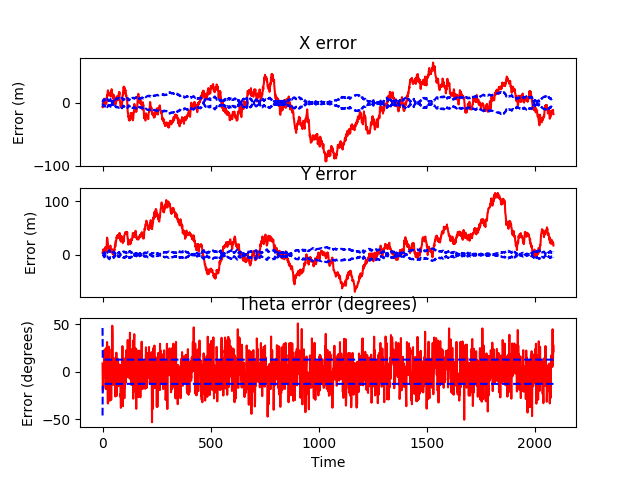 X error
Error (m)
0
−100
Y error
Error (m)
100
0
Theta error (degrees)
Error (degrees)
50
0
−50
0
500
1000
1500
2000
Time